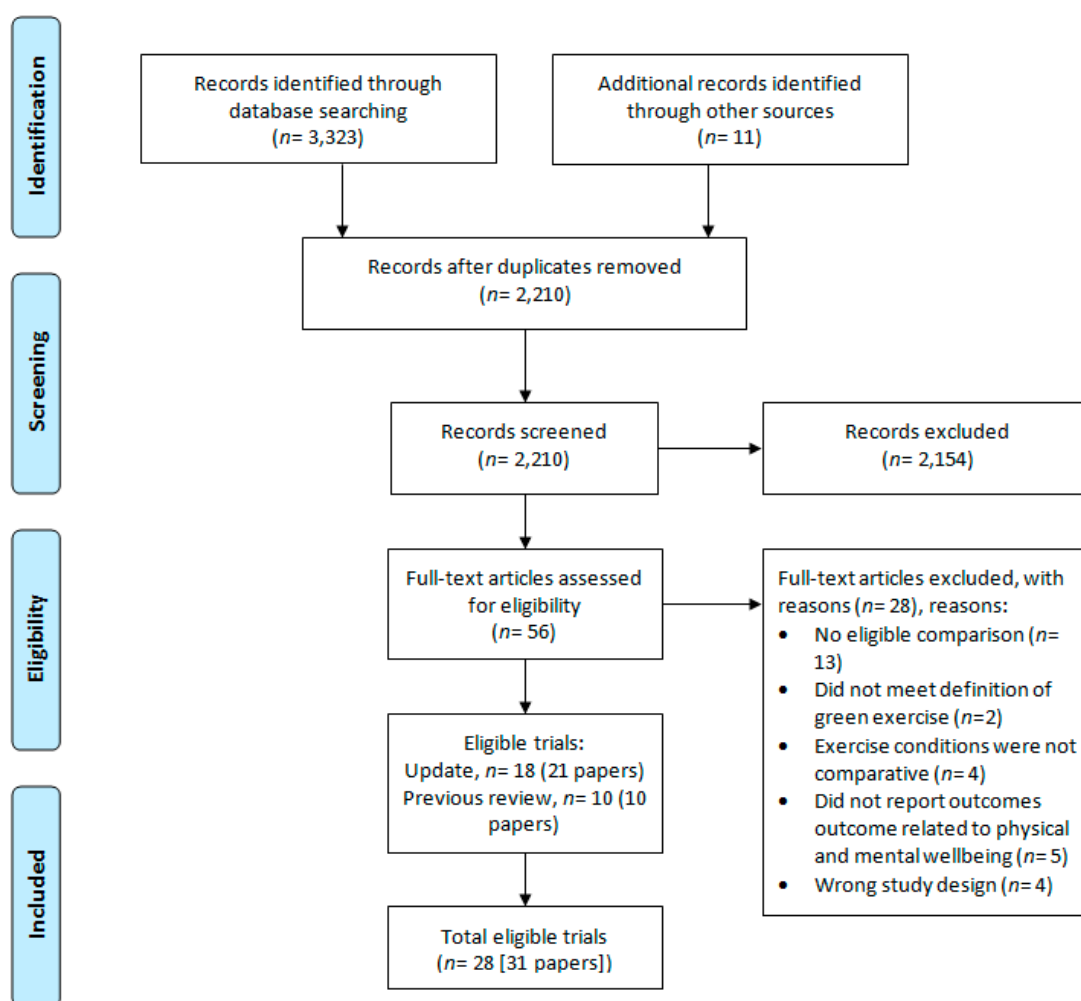 Identification
Records identified through
database searching
(n= 3,323)
Additional records identified
through other sources
(n= 11)
Records after duplicates removed
(n= 2,210)
Screening
Records screened
(n= 2,210)
Records excluded
(n= 2,154)
Eligibility
Full-text articles assessed
for eligibility
(n= 56)
Full-text articles excluded, with
reasons (n= 28), reasons:
• No eligible comparison (n=
13)
• Did not meet definition of
green exercise (n=2)
• Exercise conditions were not
comparative (n= 4)
• Did not report outcomes
outcome related to physical
and mental wellbeing (n= 5)
• Wrong study design (n= 4)
Eligible trials:
Update, n= 18 (21 papers)
Previous review, n= 10 (10
papers)
Included
Total eligible trials
(n= 28 [31 papers])